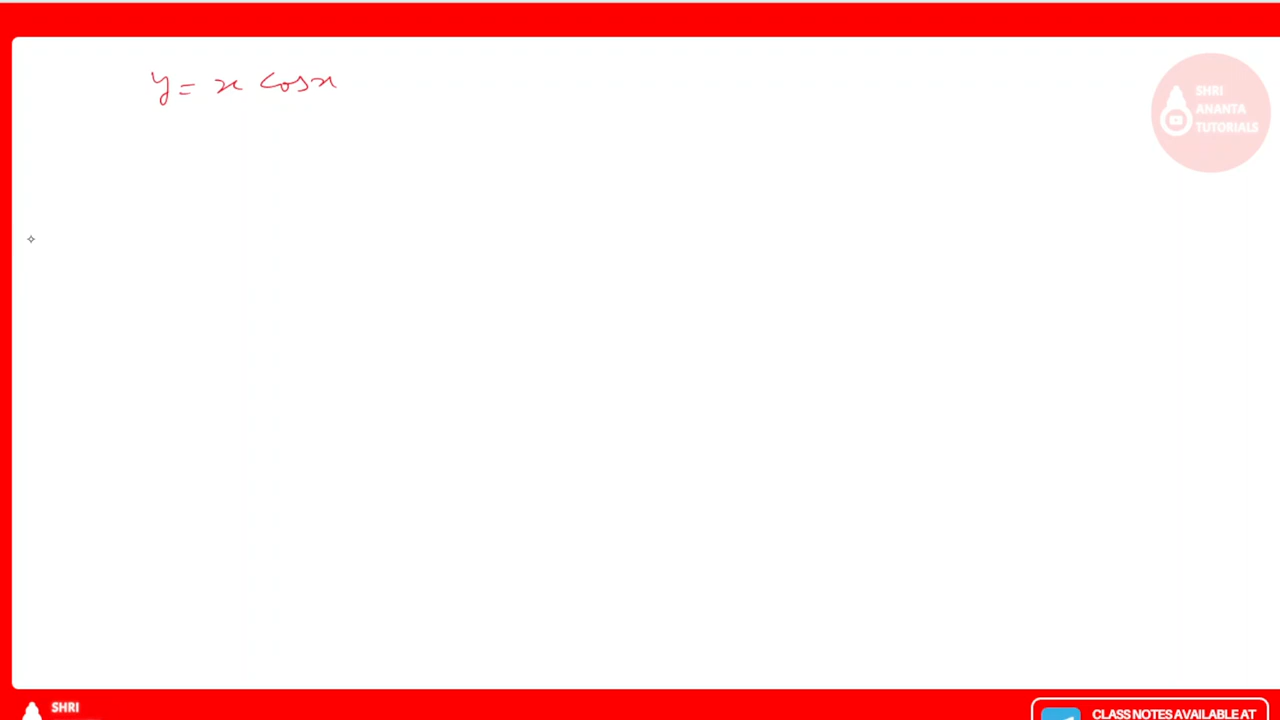 y = x cosx
SHRI
ANANTA
TUTORIALS
SHRI
CLASS NOTES AVAILABLE AT